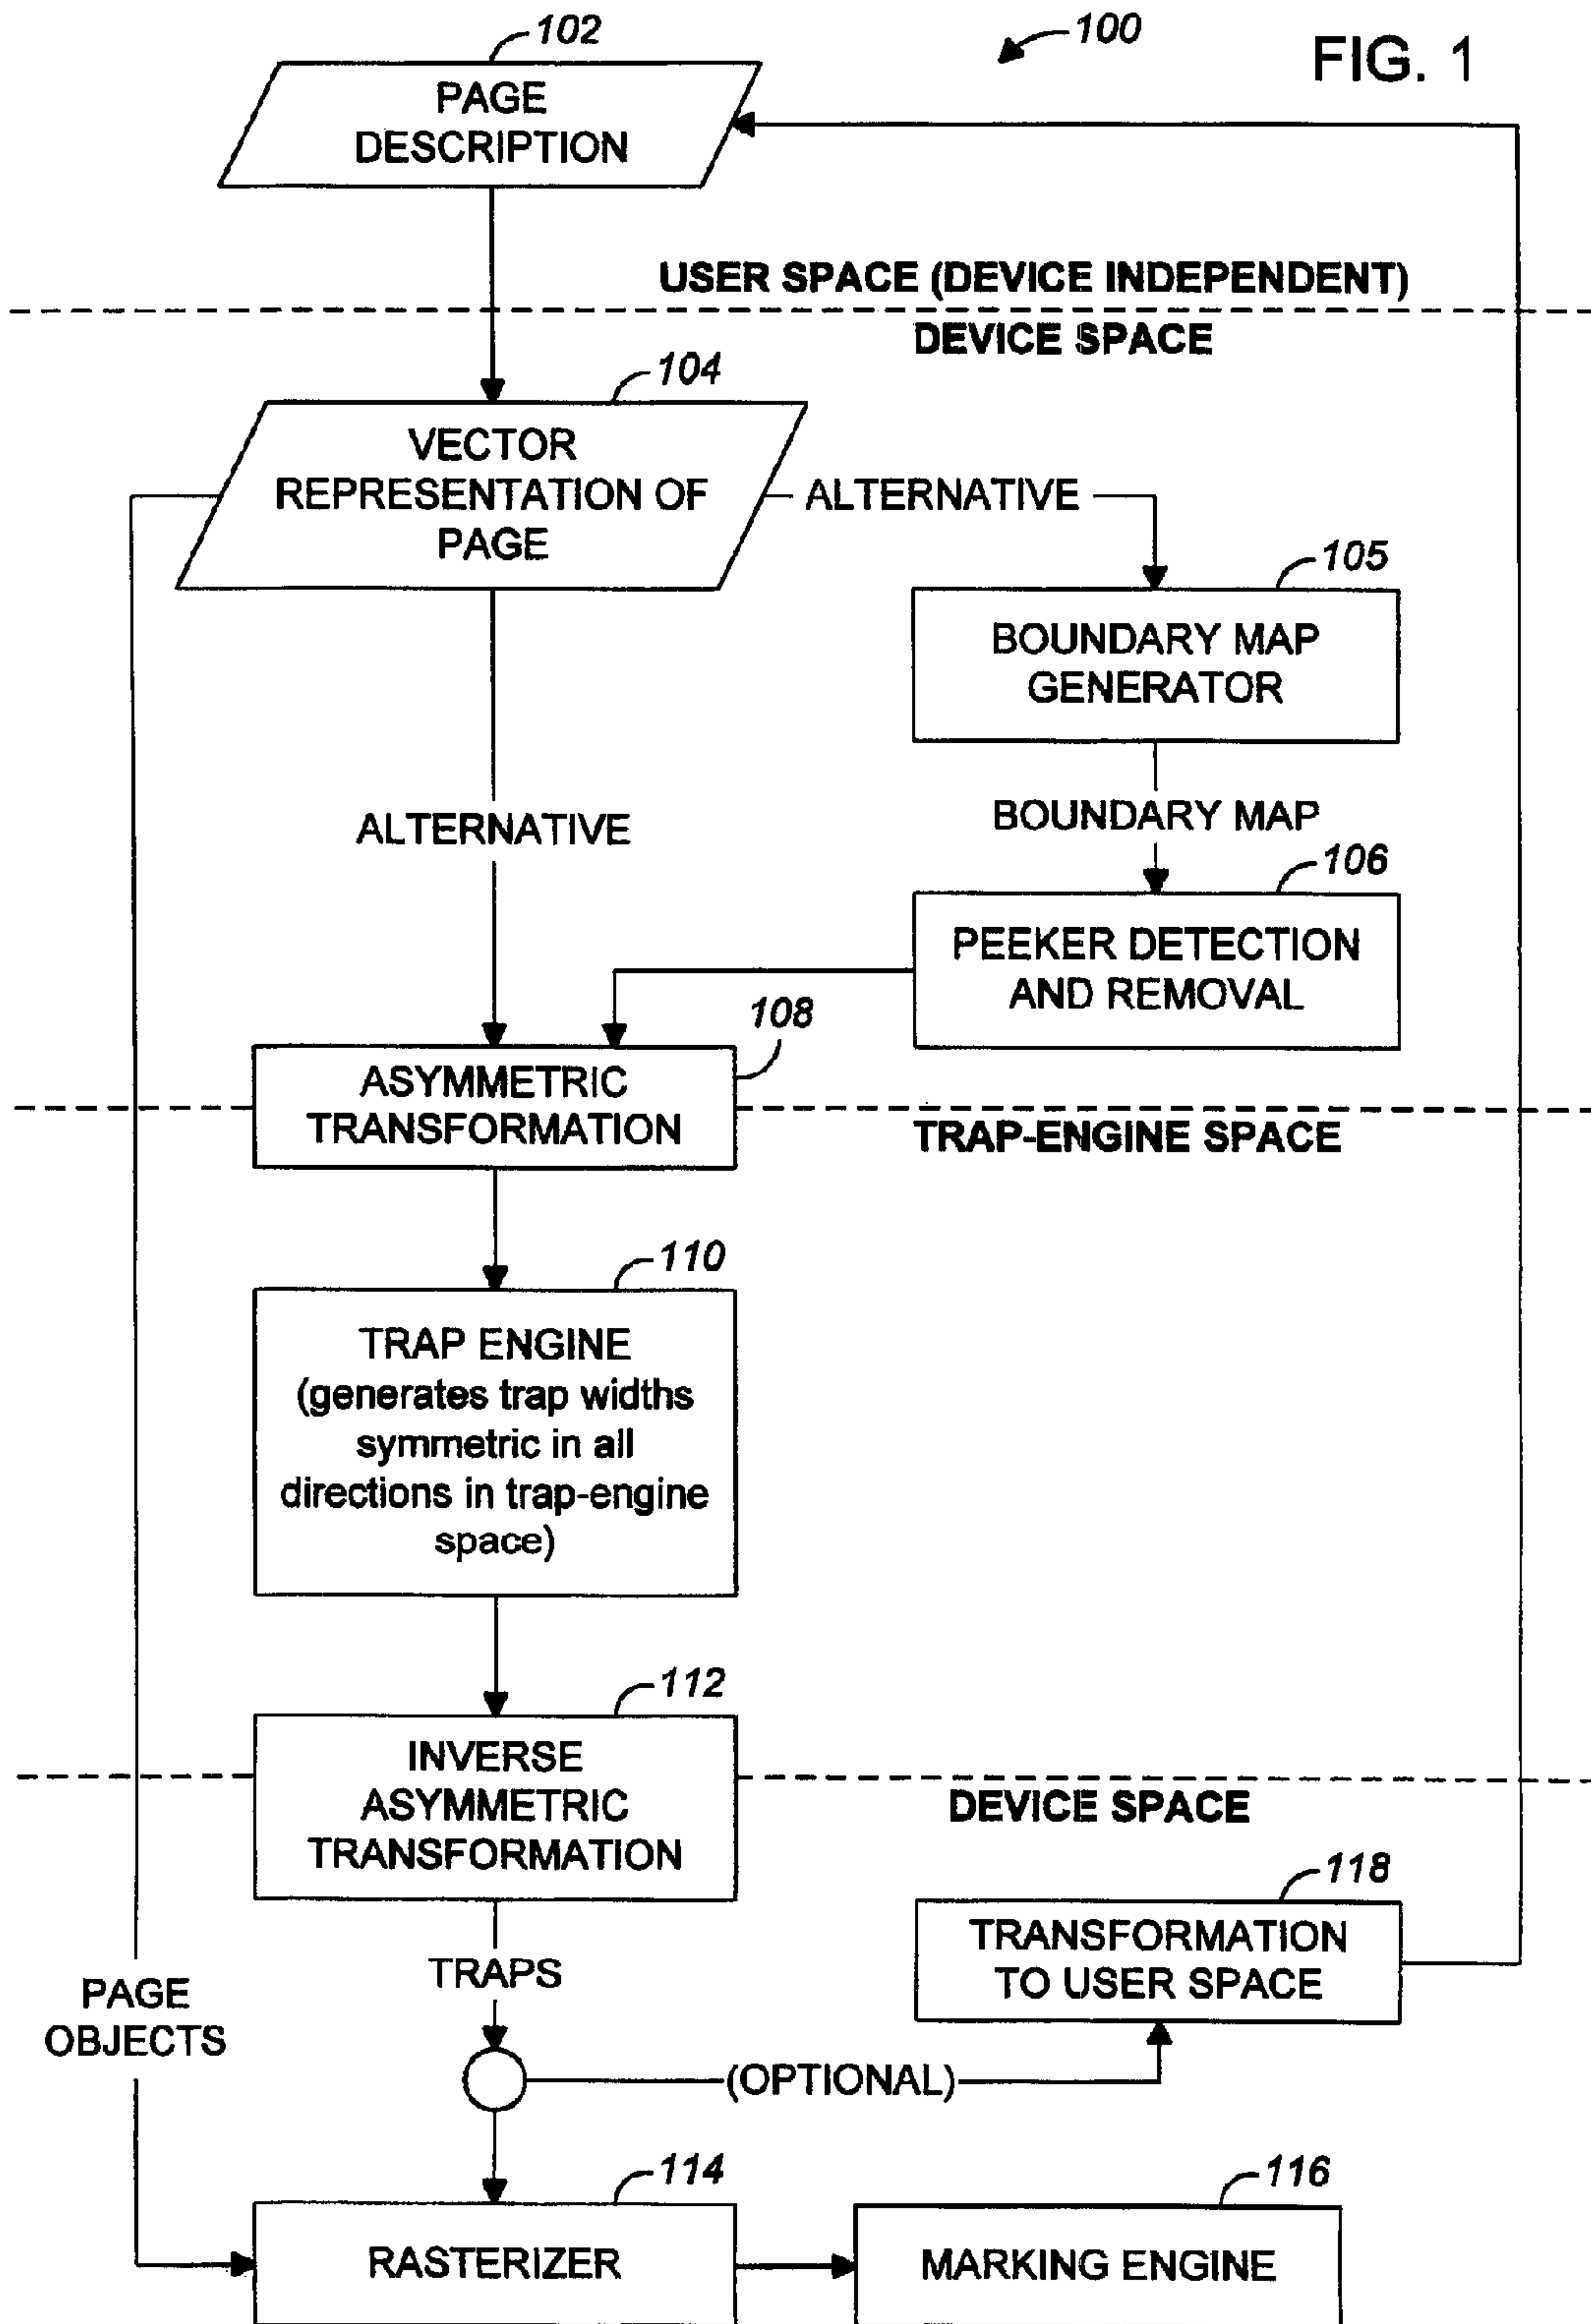 102
100
FIG. 1
PAGE
DESCRIPTION
USER SPACE (DEVICE INDEPENDENT)
DEVICE SPACE
104
VECTOR
REPRESENTATION OF
PAGE
ALTERNATIVE
105
BOUNDARY MAP
GENERATOR
ALTERNATIVE
BOUNDARY MAP
106
PEEKER DETECTION
AND REMOVAL
108
ASYMMETRIC
TRANSFORMATION
TRAP-ENGINE SPACE
110
TRAP ENGINE
(generates trap widths
symmetric in all
directions in trap-engine
space)
112
INVERSE
ASYMMETRIC
TRANSFORMATION
DEVICE SPACE
118
TRANSFORMATION
TO USER SPACE
TRAPS
PAGE
OBJECTS
(OPTIONAL)
114
RASTERIZER
116
MARKING ENGINE